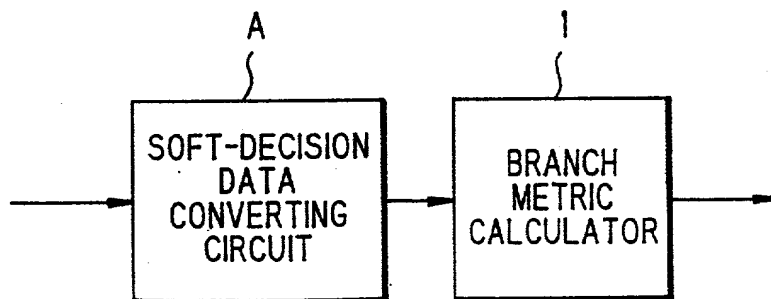 A
1
SOFT-DECISION
DATA
CONVERTING
CIRCUIT
BRANCH
METRIC
CALCULATOR